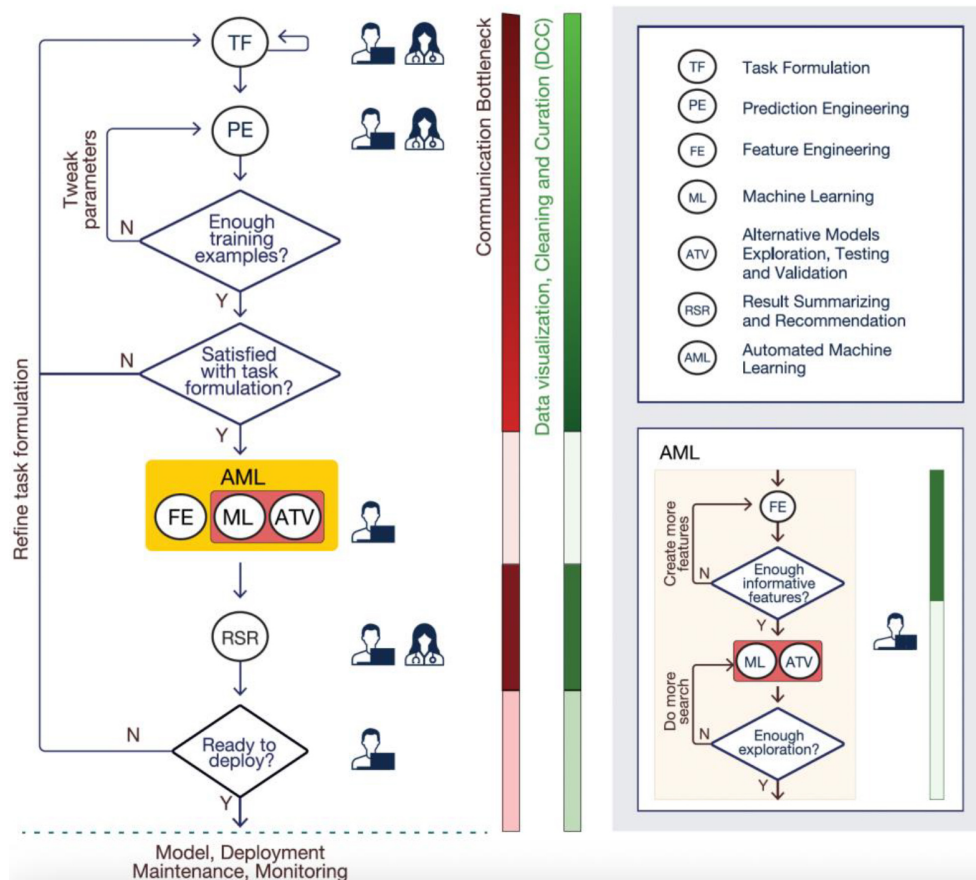 TF
PE
Tweak
parameters
N
Enough
training
examples?
Y
Refine task formulation
N
Satisfied
with task
formulation?
Y
AML
FE
ML
ATV
RSR
N
Ready to
deploy?
Y
Model, Deployment
Maintenance, Monitoring
Communication Bottleneck
Data visualization, Cleaning and Curation (DCC)
TF Task Formulation
PE Prediction Engineering
FE Feature Engineering
ML Machine Learning
ATV Alternative Models
Exploration, Testing
and Validation
RSR Result Summarizing
and Recommendation
AML Automated Machine
Learning
AML
FE
Create more
features
N
Enough
informative
features?
Y
ML
ATV
Do more
search
N
Enough
exploration?
Y